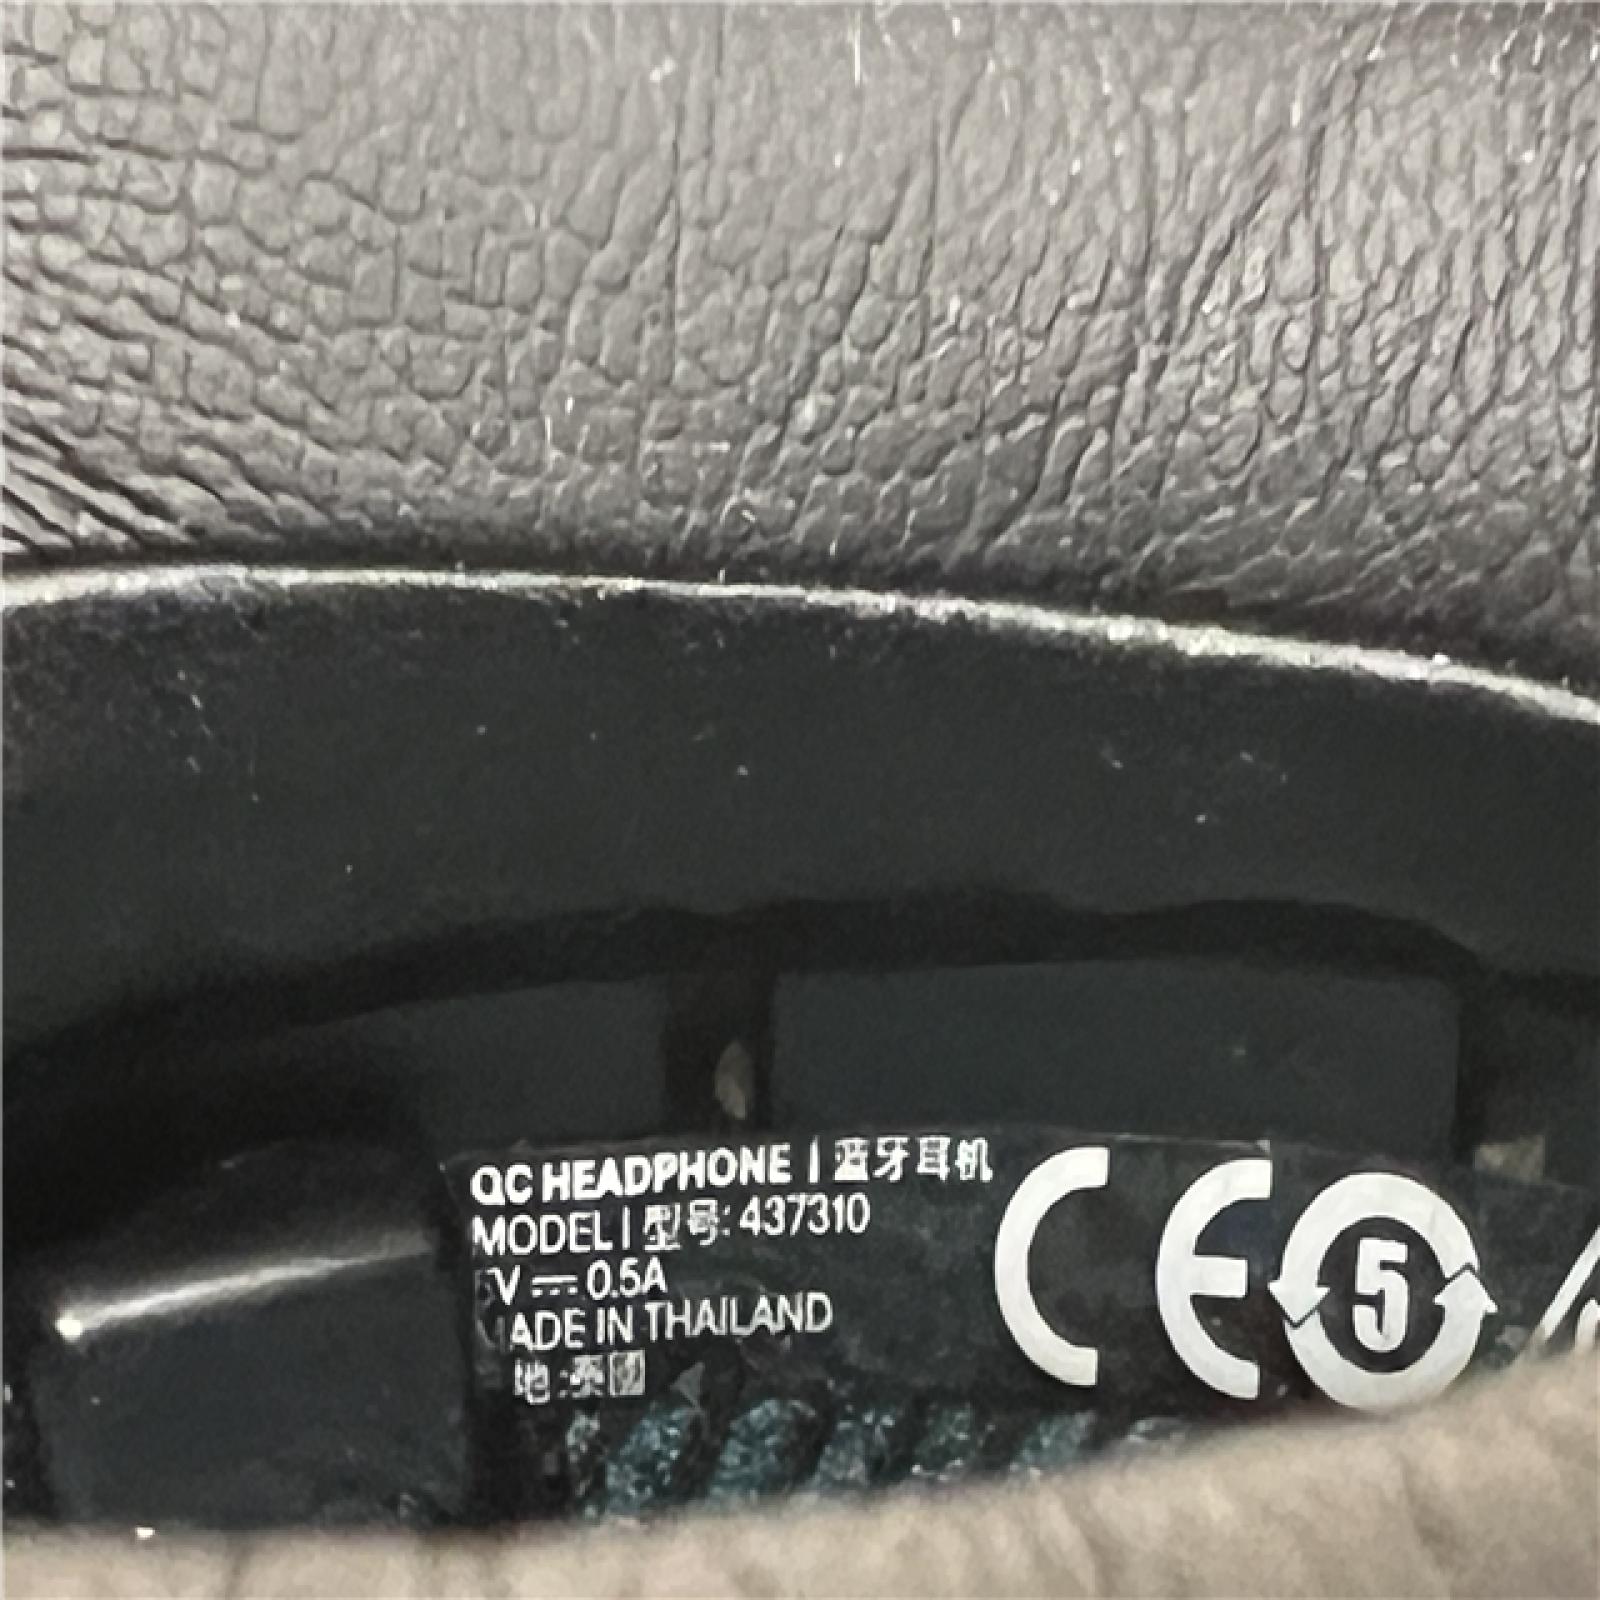 QC HEADPHONE | 蓝牙耳机
MODEL | 型号: 437310
V ⎓ 0.5A
ADE IN THAILAND
地:泰國
CE
5